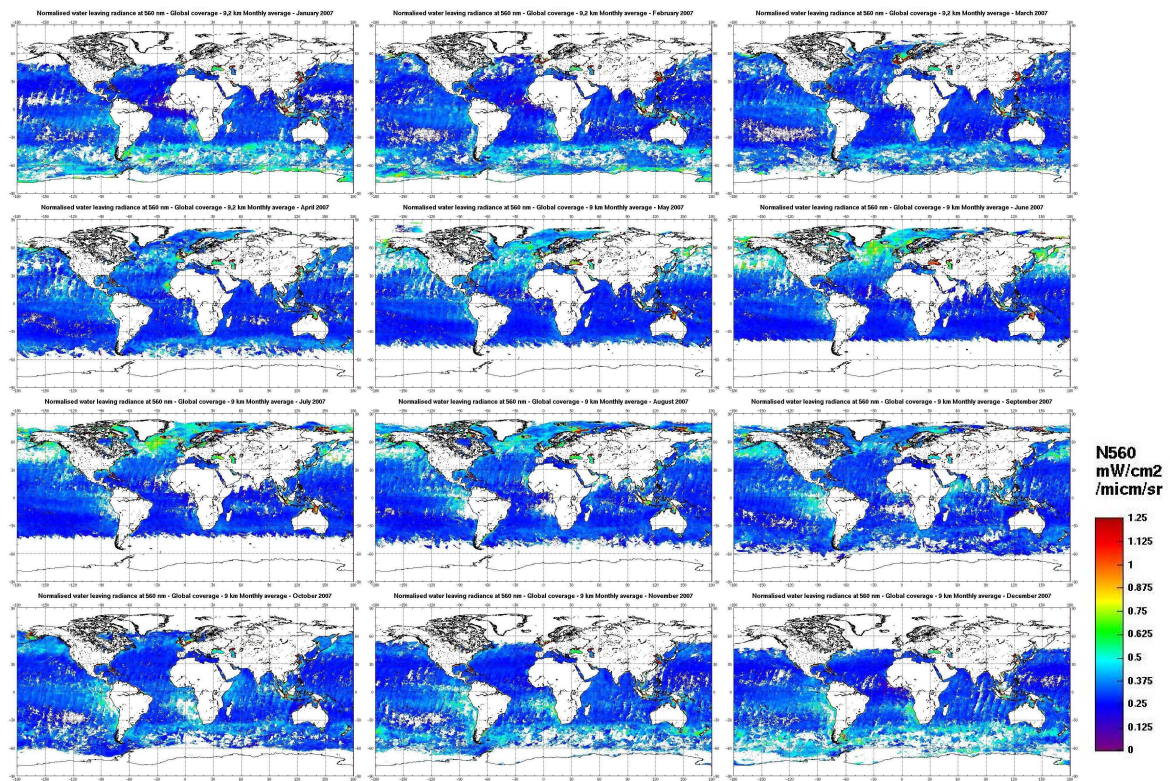 Normalised water leaving radiance at 560 nm - Global coverage - 9,2 km Monthly average - January 2007
Normalised water leaving radiance at 560 nm - Global coverage - 9,2 Monthly average - February 2007
Normalised water leaving radiance at 560 nm - Global coverage - 9,2 km Monthly average - March 2007
Normalised water leaving radiance at 560 nm - Global coverage - 9,2 km Monthly average - April 2007
Normalised water leaving radiance at 560 nm - Global coverage - 9 km Monthly average - May 2007
Normalised water leaving radiance at 560 nm - Global coverage - 9 km Monthly average - June 2007
Normalised water leaving radiance at 560 nm - Global coverage - 9 km Monthly average - July 2007
Normalised water leaving radiance at 560 nm - Global coverage - 9 km Monthly average - August 2007
Normalised water leaving radiance at 560 nm - Global coverage - 9 km Monthly average - September 2007
Normalised water leaving radiance at 560 nm - Global coverage - 9 km Monthly average - October 2007
Normalised water leaving radiance at 560 nm - Global coverage - 9 km Monthly average - November 2007
Normalised water leaving radiance at 560 nm - Global coverage - 9 km Monthly average - December 2007
N560
mW/cm2
/micm/sr
1.25
1.125
1
0.875
0.75
0.625
0.5
0.375
0.25
0.125
0